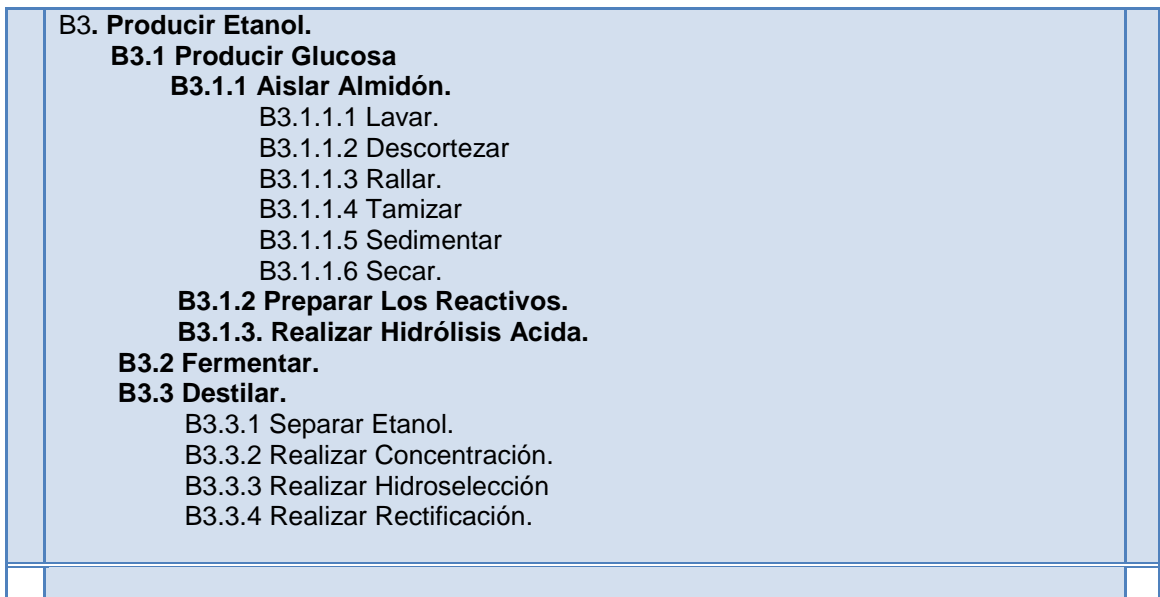 B3. Producir Etanol.
B3.1 Producir Glucosa
B3.1.1 Aislar Almidón.
B3.1.1.1 Lavar.
B3.1.1.2 Descortezar
B3.1.1.3 Rallar.
B3.1.1.4 Tamizar
B3.1.1.5 Sedimentar
B3.1.1.6 Secar.
B3.1.2 Preparar Los Reactivos.
B3.1.3. Realizar Hidrólisis Acida.
B3.2 Fermentar.
B3.3 Destilar.
B3.3.1 Separar Etanol.
B3.3.2 Realizar Concentración.
B3.3.3 Realizar Hidroselección
B3.3.4 Realizar Rectificación.